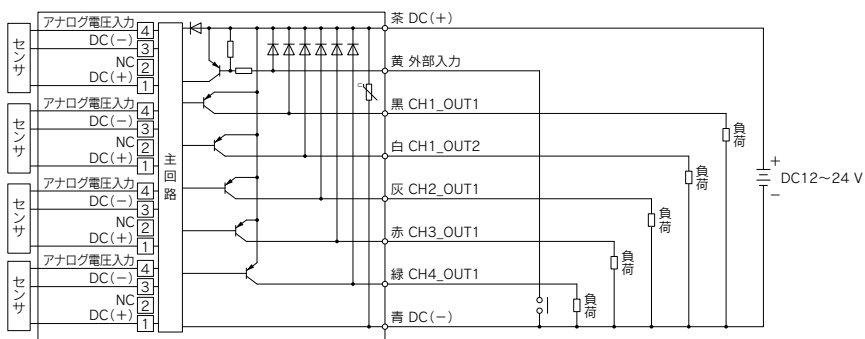 センサ
アナログ電圧入力 4
DC(−) 3
NC 2
DC(+) 1
センサ
アナログ電圧入力 4
DC(−) 3
NC 2
DC(+) 1
センサ
アナログ電圧入力 4
DC(−) 3
NC 2
DC(+) 1
センサ
アナログ電圧入力 4
DC(−) 3
NC 2
DC(+) 1
主回路
茶 DC(+)
黄 外部入力
黒 CH1_OUT1
白 CH1_OUT2
灰 CH2_OUT1
赤 CH3_OUT1
緑 CH4_OUT1
青 DC(−)
負荷
負荷
負荷
負荷
負荷
+
DC12〜24 V
−